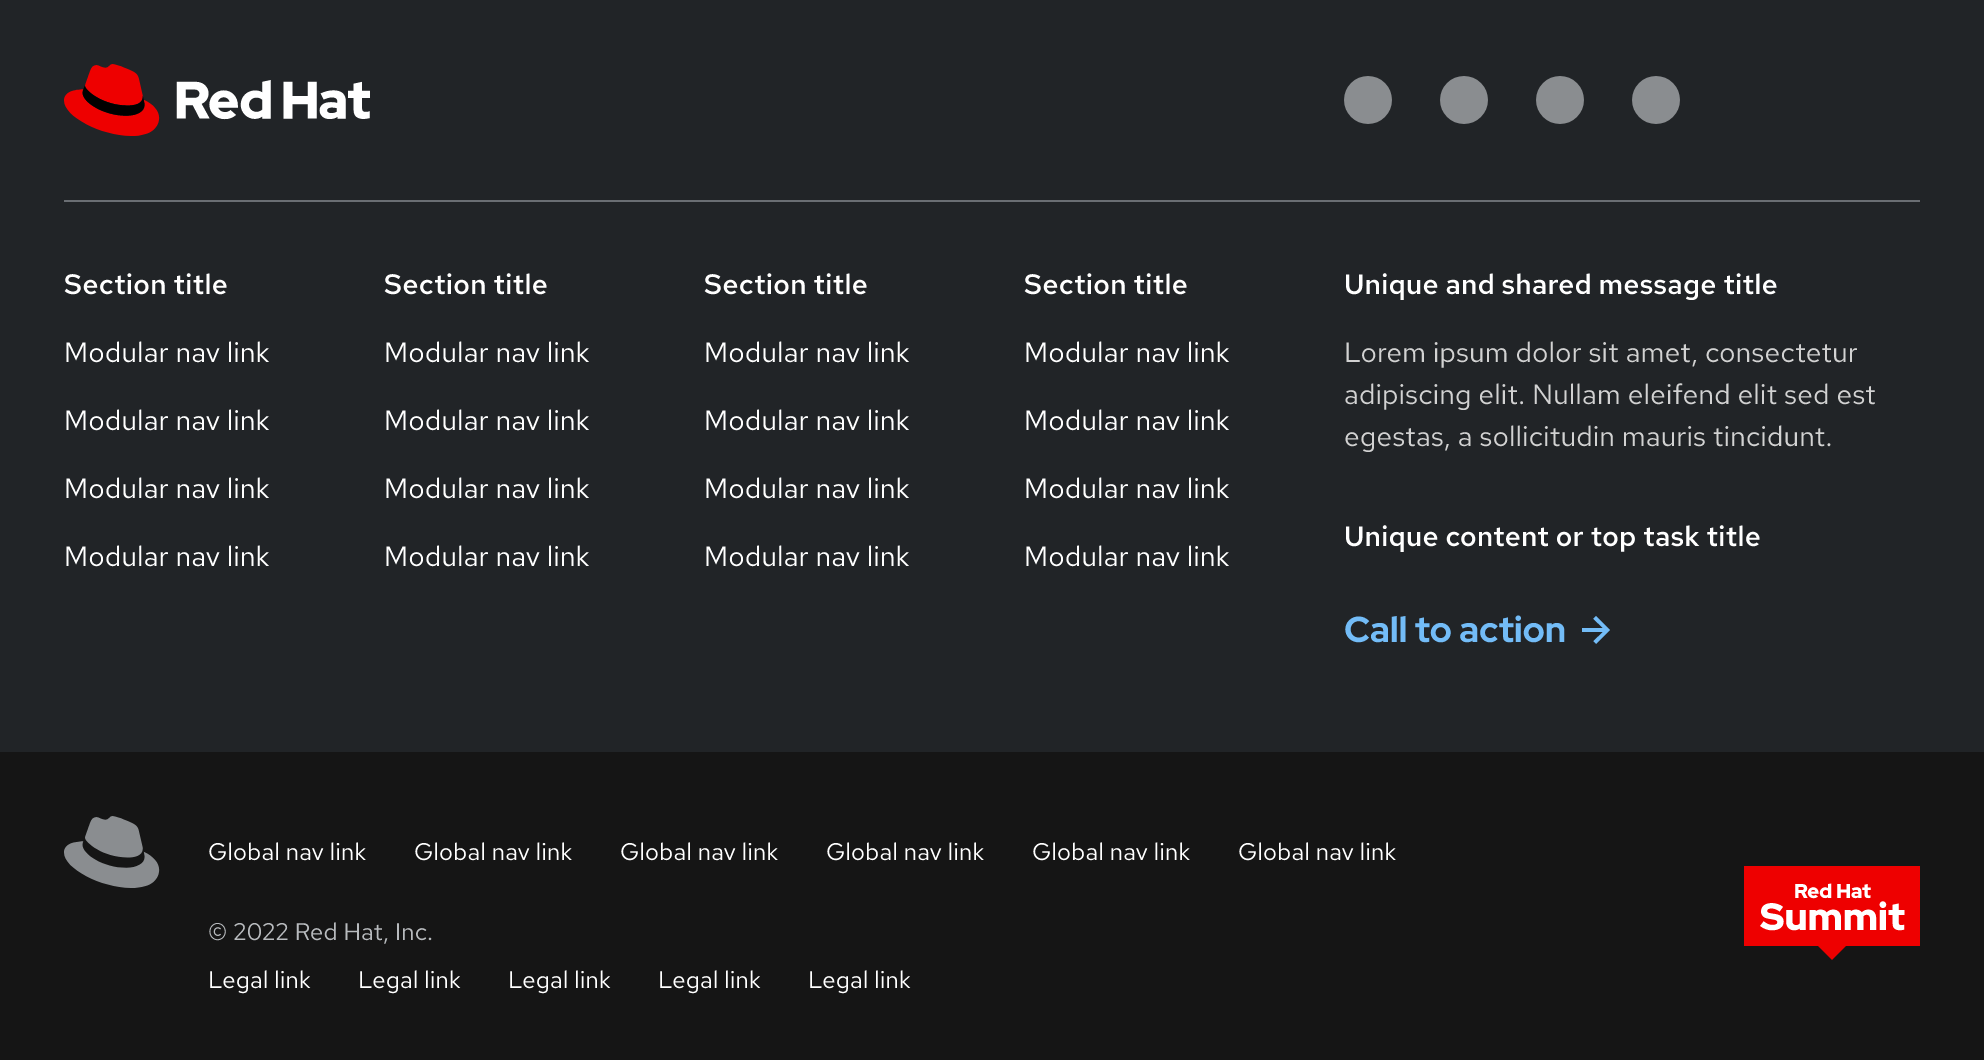 Red Hat
Section title
Modular nav link
Modular nav link
Modular nav link
Modular nav link
Section title
Modular nav link
Modular nav link
Modular nav link
Modular nav link
Section title
Modular nav link
Modular nav link
Modular nav link
Modular nav link
Section title
Modular nav link
Modular nav link
Modular nav link
Modular nav link
Unique and shared message title
Lorem ipsum dolor sit amet, consectetur
adipiscing elit. Nullam eleifend elit sed est
egestas, a sollicitudin mauris tincidunt.
Unique content or top task title
Call to action →
Global nav link Global nav link Global nav link Global nav link Global nav link Global nav link
© 2022 Red Hat, Inc.
Legal link Legal link Legal link Legal link Legal link
Red Hat
Summit